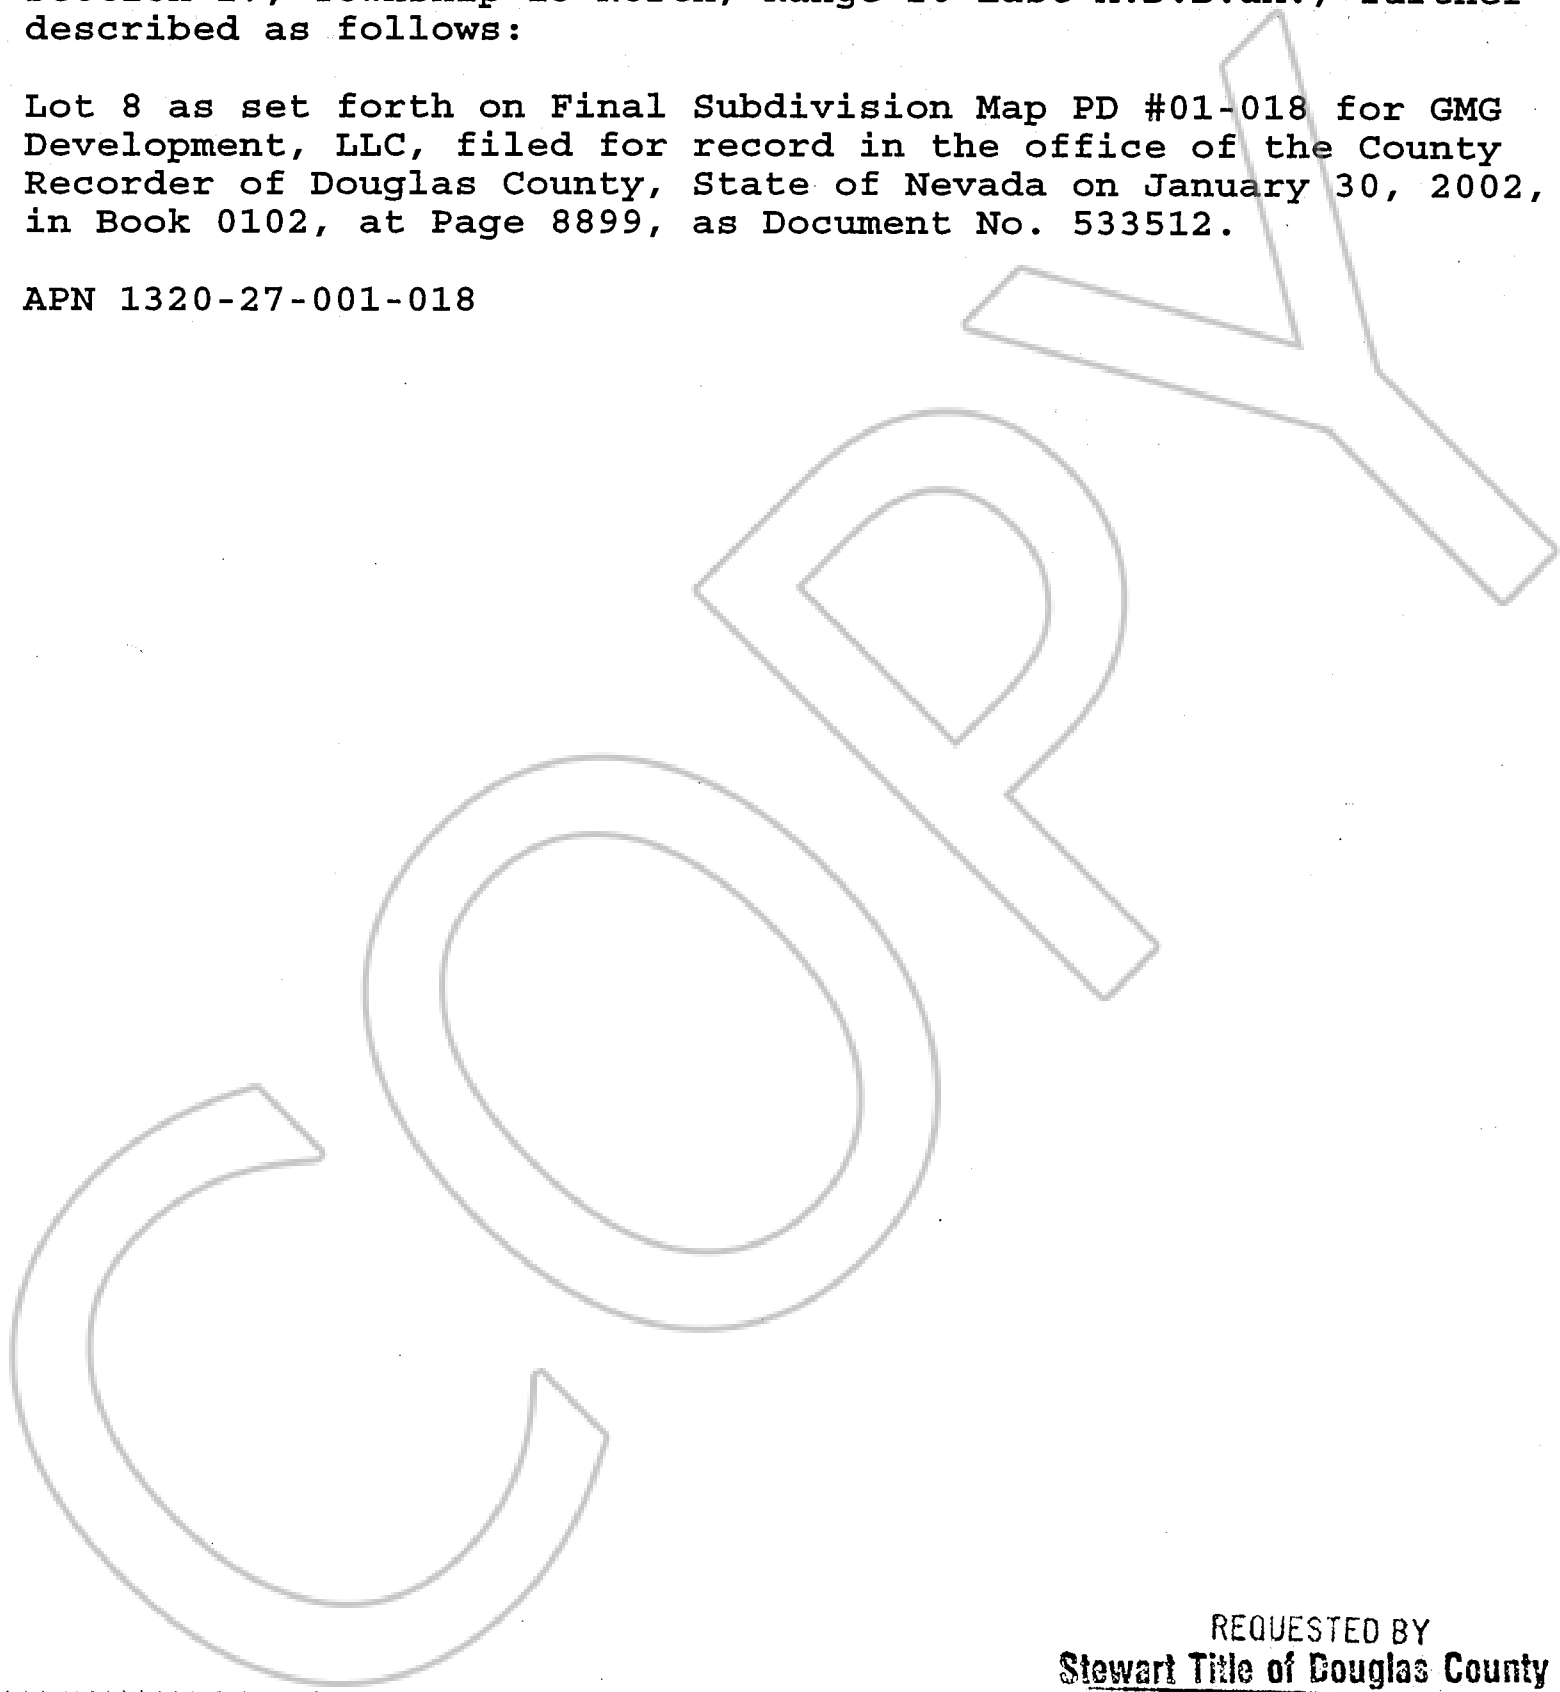 described as follows:
Lot 8 as set forth on Final Subdivision Map PD #01-018 for GMG
Development, LLC, filed for record in the office of the County
Recorder of Douglas County, State of Nevada on January 30, 2002,
in Book 0102, at Page 8899, as Document No. 533512.
APN 1320-27-001-018
COPY
REQUESTED BY
Stewart Title of Douglas County